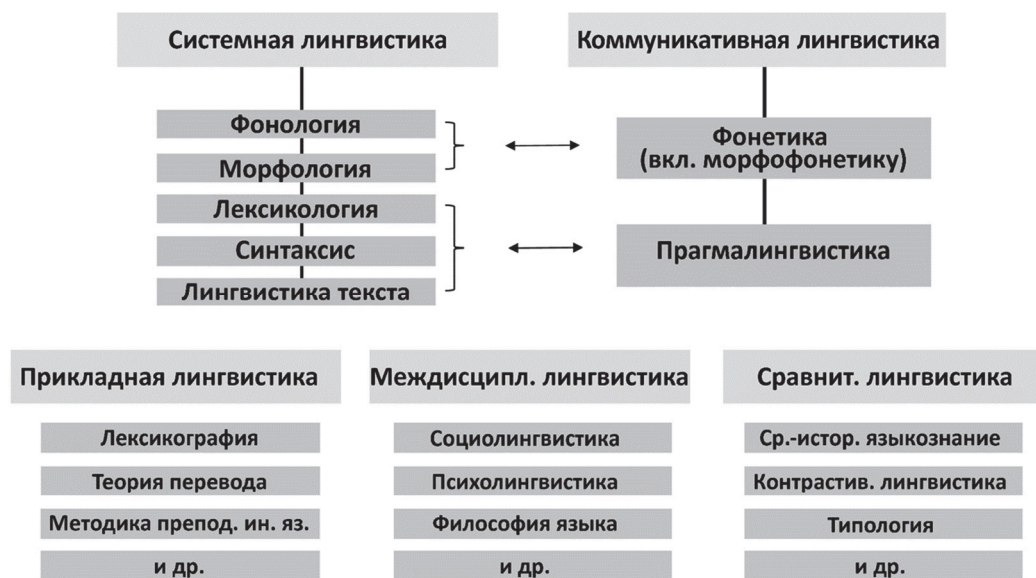 Системная лингвистика
Фонология
Морфология
Лексикология
Синтаксис
Лингвистика текста
Коммуникативная лингвистика
Фонетика
(вкл. морфофонетику)
Прагмалингвистика
Прикладная лингвистика
Лексикография
Теория перевода
Методика препод. ин. яз.
и др.
Междисципл. лингвистика
Социолингвистика
Психолингвистика
Философия языка
и др.
Сравнит. лингвистика
Ср.-истор. языкознание
Контрастив. лингвистика
Типология
и др.